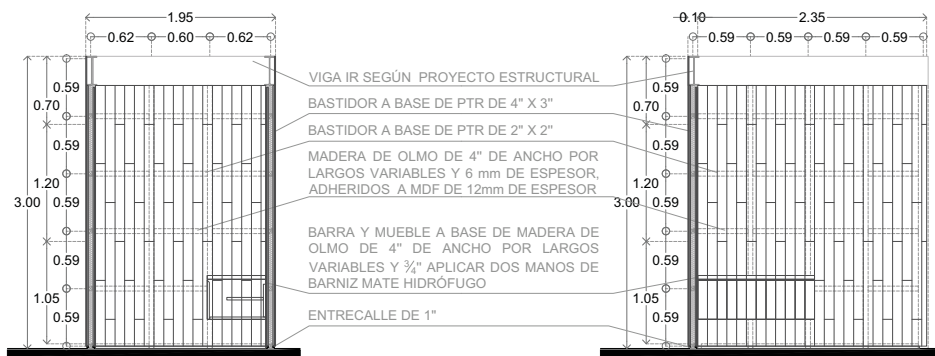 1.95
0.62 0.60 0.62
0.10 2.35
0.59 0.59 0.59 0.59
3.00
0.70
1.20
1.05
0.59
0.59
0.59
0.59
0.59
VIGA IR SEGÚN PROYECTO ESTRUCTURAL
BASTIDOR A BASE DE PTR DE 4" X 3"
BASTIDOR A BASE DE PTR DE 2" X 2"
MADERA DE OLMO DE 4" DE ANCHO POR
LARGOS VARIABLES Y 6 mm DE ESPESOR,
ADHERIDOS A MDF DE 12mm DE ESPESOR
BARRA Y MUEBLE A BASE DE MADERA DE
OLMO DE 4" DE ANCHO POR LARGOS
VARIABLES Y ¾" APLICAR DOS MANOS DE
BARNIZ MATE HIDRÓFUGO
ENTRECALLE DE 1"
3.00
0.70
1.20
1.05
0.59
0.59
0.59
0.59
0.59